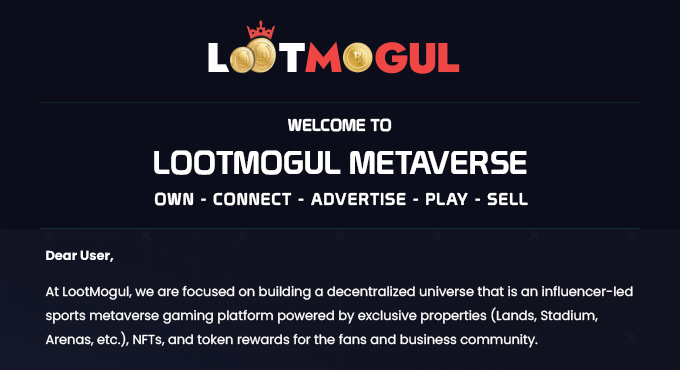 LOOTMOGUL
WELCOME TO
LOOTMOGUL METAVERSE
OWN - CONNECT - ADVERTISE - PLAY - SELL
Dear User,
At LootMogul, we are focused on building a decentralized universe that is an influencer-led
sports metaverse gaming platform powered by exclusive properties (Lands, Stadium,
Arenas, etc.), NFTs, and token rewards for the fans and business community.